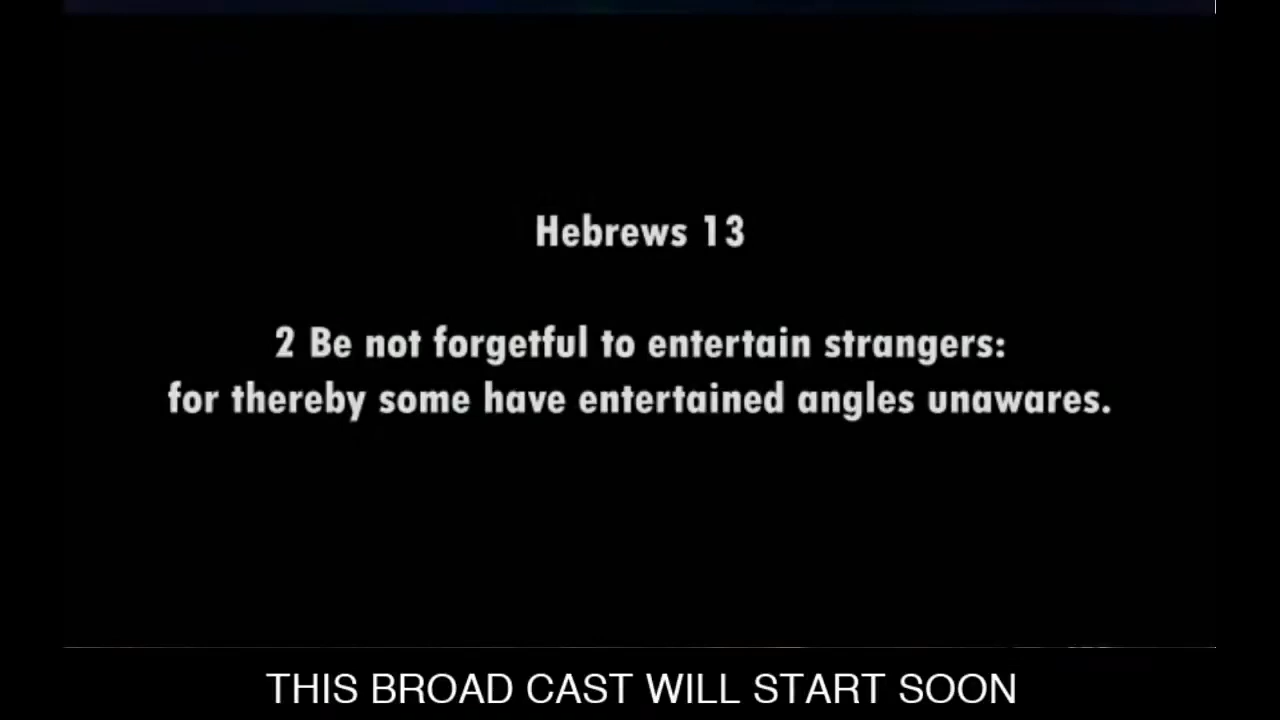 Hebrews 13
2 Be not forgetful to entertain strangers:
for thereby some have entertained angles unawares.
THIS BROAD CAST WILL START SOON